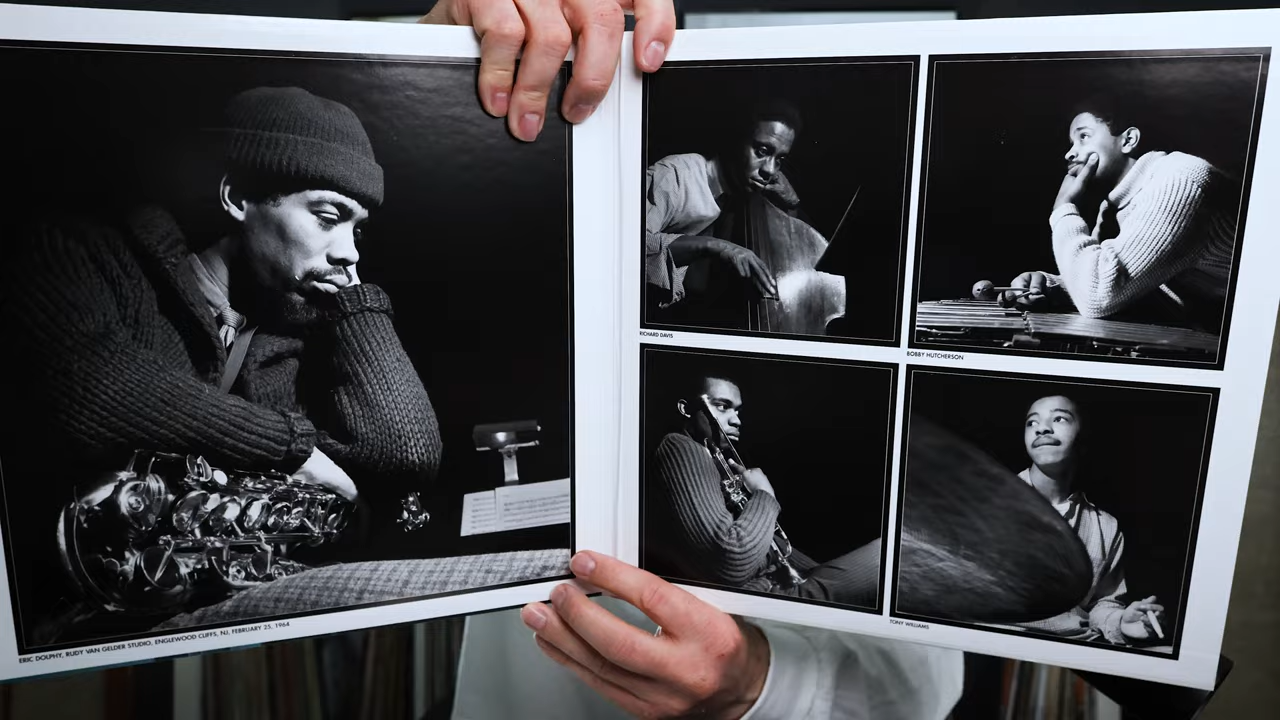 ERIC DOLPHY, RUDY VAN GELDER STUDIO, ENGLEWOOD CLIFFS, NJ, FEBRUARY 25, 1964
RICHARD DAVIS
BOBBY HUTCHERSON
TONY WILLIAMS